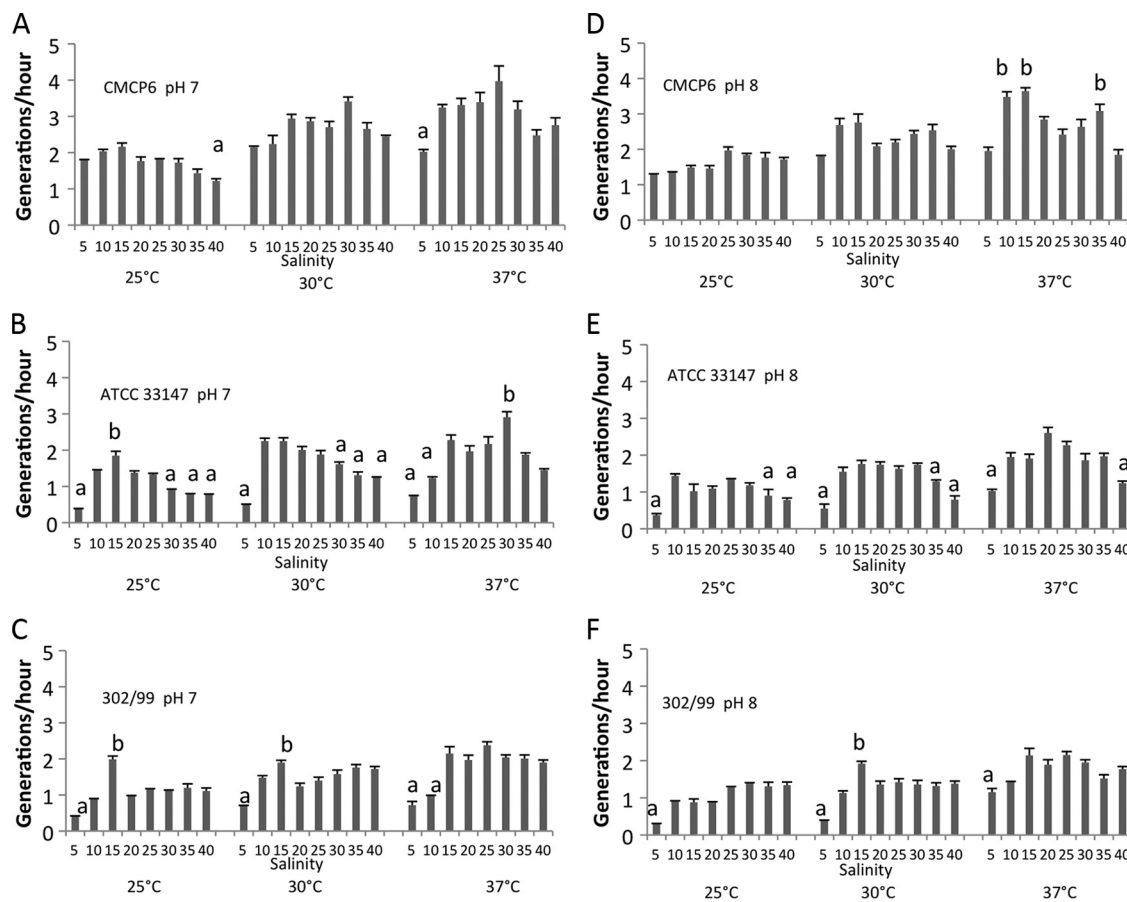 A
Generations/hour
5
4
3
2
1
0
CMCP6 pH 7
a
a
5 10 15 20 25 30 35 40 5 10 15 20 25 30 35 40 5 10 15 20 25 30 35 40
Salinity
25°C 30°C 37°C
D
Generations/hour
5
4
3
2
1
0
CMCP6 pH 8
b b b
5 10 15 20 25 30 35 40 5 10 15 20 25 30 35 40 5 10 15 20 25 30 35 40
Salinity
25°C 30°C 37°C
B
Generations/hour
5
4
3
2
1
0
ATCC 33147 pH 7
a b a a a a a a a a a b
5 10 15 20 25 30 35 40 5 10 15 20 25 30 35 40 5 10 15 20 25 30 35 40
Salinity
25°C 30°C 37°C
E
Generations/hour
5
4
3
2
1
0
ATCC 33147 pH 8
a a a a a a a a
5 10 15 20 25 30 35 40 5 10 15 20 25 30 35 40 5 10 15 20 25 30 35 40
Salinity
25°C 30°C 37°C
C
Generations/hour
5
4
3
2
1
0
302/99 pH 7
a b a b a a
5 10 15 20 25 30 35 40 5 10 15 20 25 30 35 40 5 10 15 20 25 30 35 40
Salinity
25°C 30°C 37°C
F
Generations/hour
5
4
3
2
1
0
302/99 pH 8
a a b a
5 10 15 20 25 30 35 40 5 10 15 20 25 30 35 40 5 10 15 20 25 30 35 40
Salinity
25°C 30°C 37°C